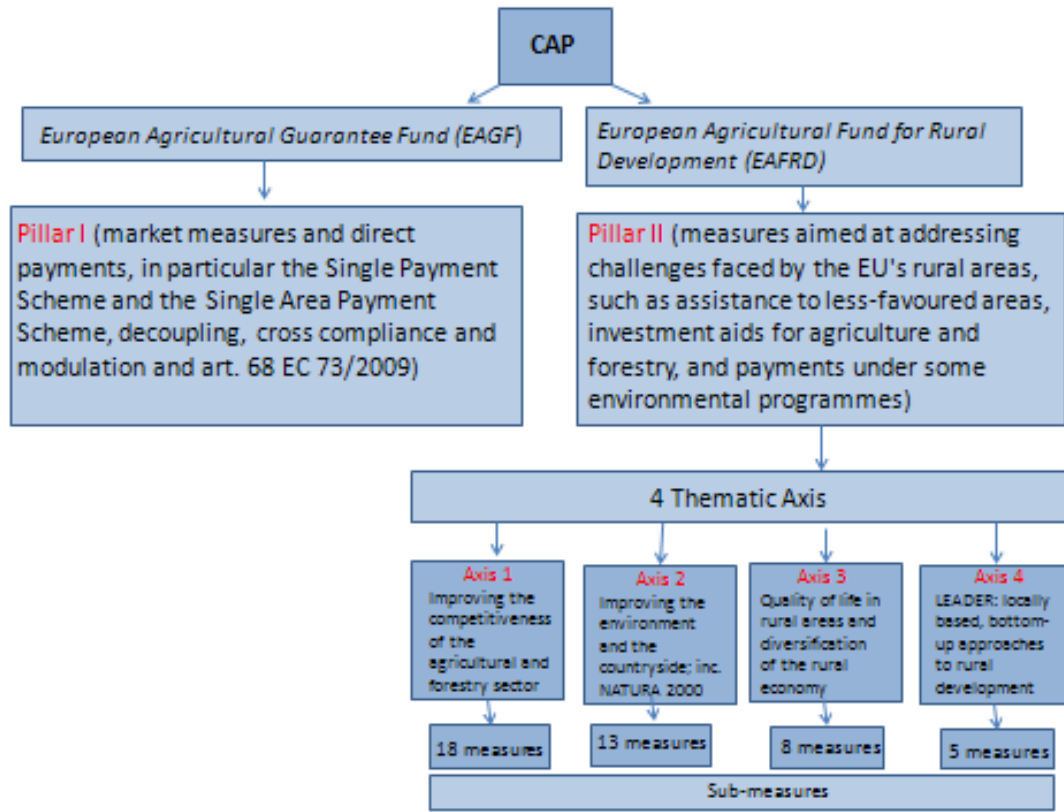 CAP
European Agricultural Guarantee Fund (EAGF)
European Agricultural Fund for Rural
Development (EAFRD)
Pillar I (market measures and direct
payments, in particular the Single Payment
Scheme and the Single Area Payment
Scheme, decoupling, cross compliance and
modulation and art. 68 EC 73/2009)
Pillar II (measures aimed at addressing
challenges faced by the EU's rural areas,
such as assistance to less-favoured areas,
investment aids for agriculture and
forestry, and payments under some
environmental programmes)
4 Thematic Axis
Axis 1
Improving the
competitiveness
of the
agricultural and
forestry sector
Axis 2
Improving the
environment
and the
countryside; inc.
NATURA 2000
Axis 3
Quality of life in
rural areas and
diversification
of the rural
economy
Axis 4
LEADER: locally
based, bottom-
up approaches
to rural
development
18 measures
13 measures
8 measures
5 measures
Sub-measures